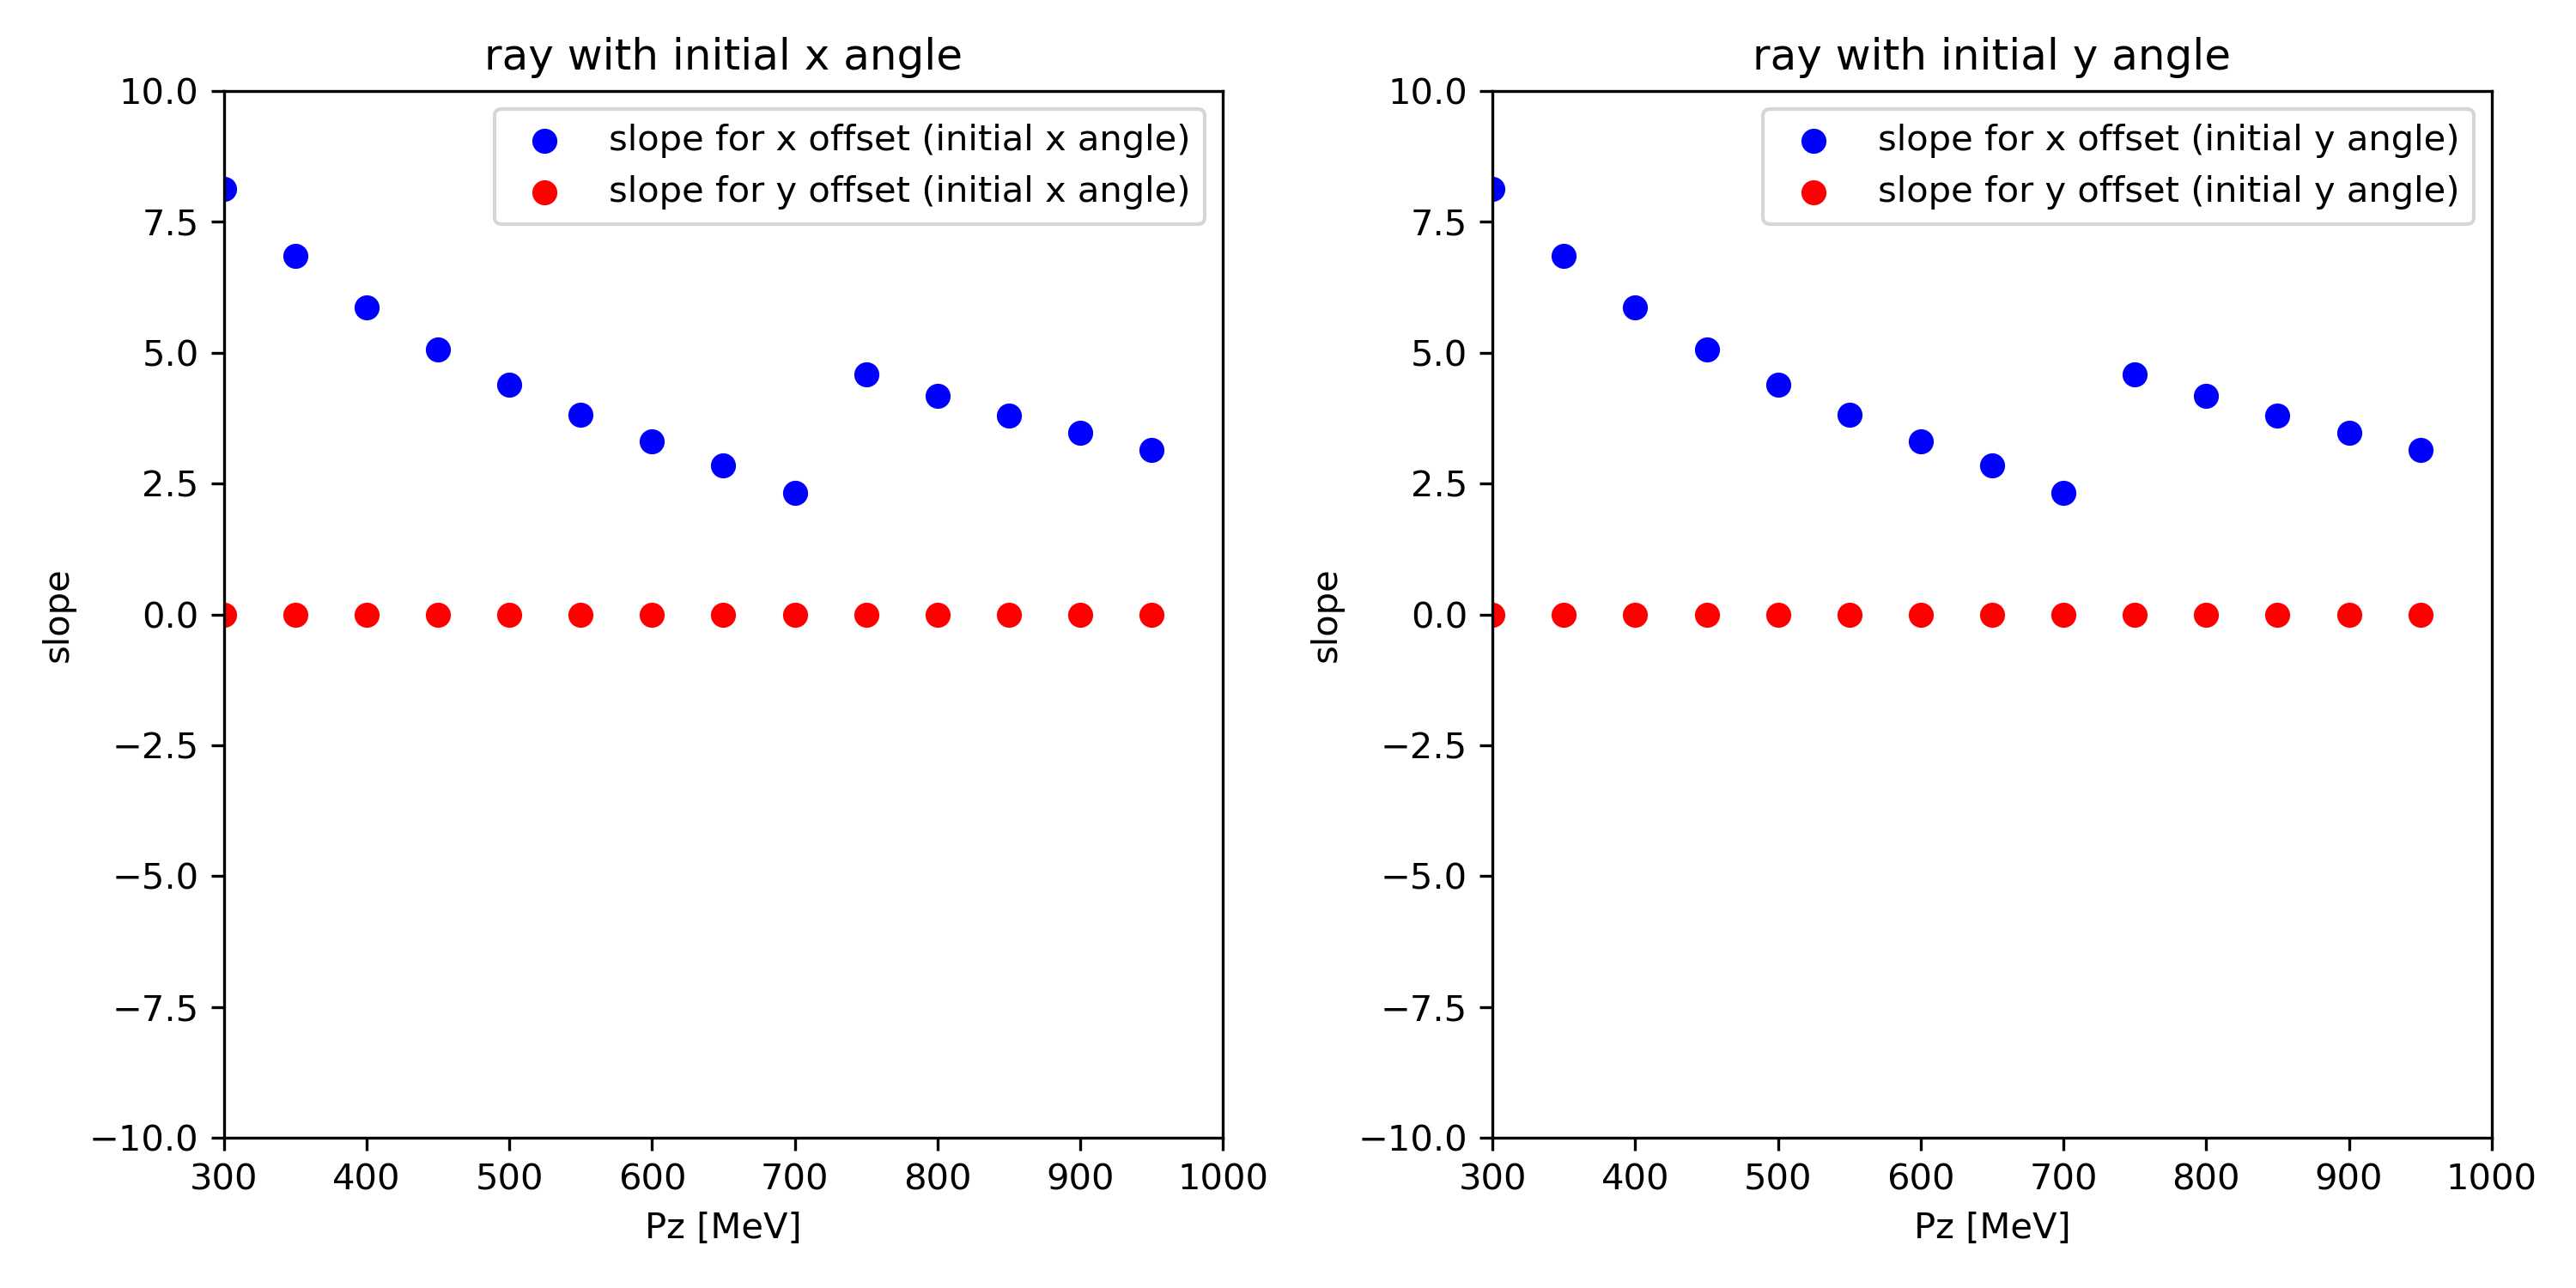 ray with initial x angle
slope for x offset (initial x angle)
slope for y offset (initial x angle)
10.0
7.5
5.0
2.5
0.0
−2.5
−5.0
−7.5
−10.0
slope
300 400 500 600 700 800 900 1000
Pz [MeV]
ray with initial y angle
slope for x offset (initial y angle)
slope for y offset (initial y angle)
10.0
7.5
5.0
2.5
0.0
−2.5
−5.0
−7.5
−10.0
slope
300 400 500 600 700 800 900 1000
Pz [MeV]